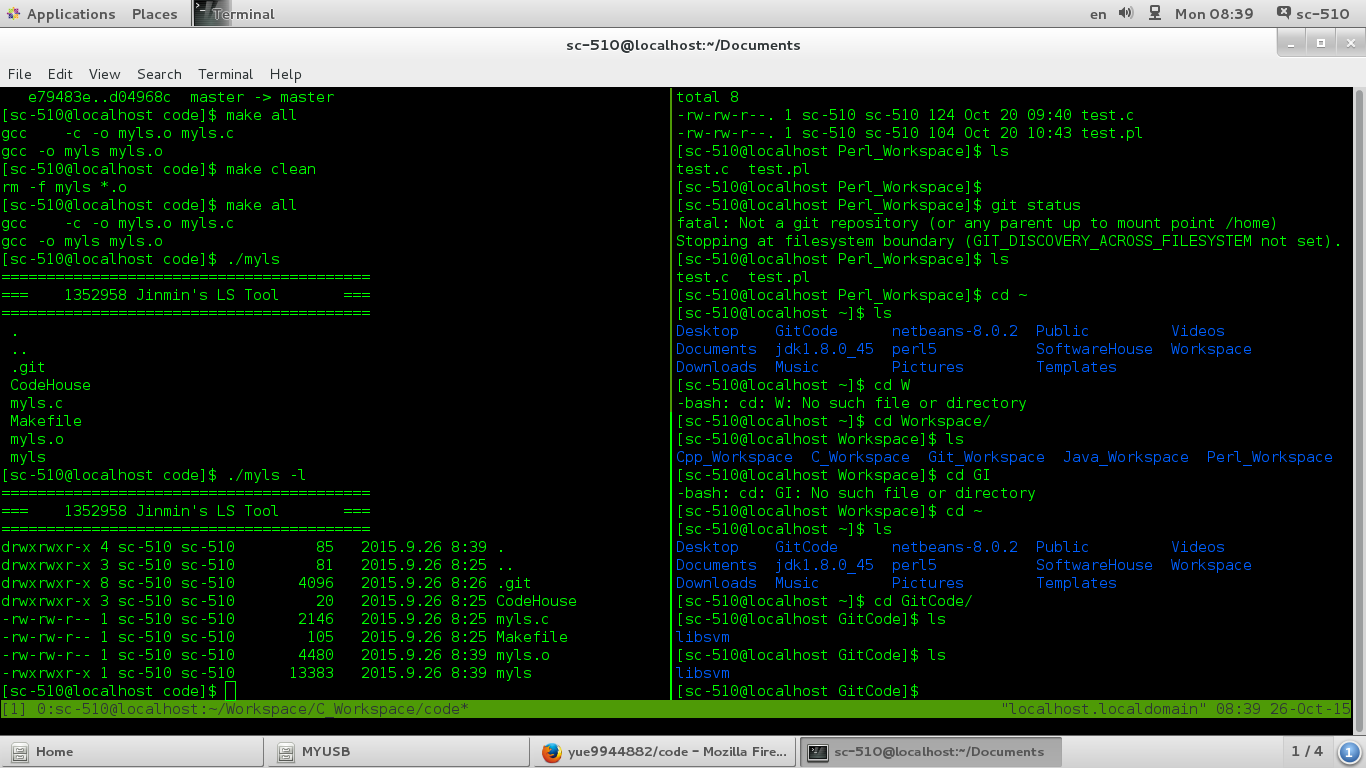 Applications Places Terminal en Mon 08:39 sc-510
sc-510@localhost:~/Documents
File Edit View Search Terminal Help
e79483e..d04968c  master -> master
[sc-510@localhost code]$ make all
gcc    -c -o myls.o myls.c
gcc -o myls myls.o
[sc-510@localhost code]$ make clean
rm -f myls *.o
[sc-510@localhost code]$ make all
gcc    -c -o myls.o myls.c
gcc -o myls myls.o
[sc-510@localhost code]$ ./myls
=========================================
===    1352958 Jinmin's LS Tool       ===
=========================================
.
..
.git
CodeHouse
myls.c
Makefile
myls.o
myls
[sc-510@localhost code]$ ./myls -l
=========================================
===    1352958 Jinmin's LS Tool       ===
=========================================
drwxrwxr-x 4 sc-510 sc-510         85   2015.9.26 8:39 .
drwxrwxr-x 3 sc-510 sc-510         81   2015.9.26 8:25 ..
drwxrwxr-x 8 sc-510 sc-510       4096   2015.9.26 8:26 .git
drwxrwxr-x 3 sc-510 sc-510         20   2015.9.26 8:25 CodeHouse
-rw-rw-r-- 1 sc-510 sc-510       2146   2015.9.26 8:25 myls.c
-rw-rw-r-- 1 sc-510 sc-510        105   2015.9.26 8:25 Makefile
-rw-rw-r-- 1 sc-510 sc-510       4480   2015.9.26 8:39 myls.o
-rwxrwxr-x 1 sc-510 sc-510      13383   2015.9.26 8:39 myls
[sc-510@localhost code]$
total 8
-rw-rw-r--. 1 sc-510 sc-510 124 Oct 20 09:40 test.c
-rw-rw-r--. 1 sc-510 sc-510 104 Oct 20 10:43 test.pl
[sc-510@localhost Perl_Workspace]$ ls
test.c  test.pl
[sc-510@localhost Perl_Workspace]$
[sc-510@localhost Perl_Workspace]$ git status
fatal: Not a git repository (or any parent up to mount point /home)
Stopping at filesystem boundary (GIT_DISCOVERY_ACROSS_FILESYSTEM not set).
[sc-510@localhost Perl_Workspace]$ ls
test.c  test.pl
[sc-510@localhost Perl_Workspace]$ cd ~
[sc-510@localhost ~]$ ls
Desktop    GitCode      netbeans-8.0.2  Public         Videos
Documents  jdk1.8.0_45  perl5           SoftwareHouse  Workspace
Downloads  Music        Pictures        Templates
[sc-510@localhost ~]$ cd W
-bash: cd: W: No such file or directory
[sc-510@localhost ~]$ cd Workspace/
[sc-510@localhost Workspace]$ ls
Cpp_Workspace  C_Workspace  Git_Workspace  Java_Workspace  Perl_Workspace
[sc-510@localhost Workspace]$ cd GI
-bash: cd: GI: No such file or directory
[sc-510@localhost Workspace]$ cd ~
[sc-510@localhost ~]$ ls
Desktop    GitCode      netbeans-8.0.2  Public         Videos
Documents  jdk1.8.0_45  perl5           SoftwareHouse  Workspace
Downloads  Music        Pictures        Templates
[sc-510@localhost ~]$ cd GitCode/
[sc-510@localhost GitCode]$ ls
libsvm
[sc-510@localhost GitCode]$ ls
libsvm
[sc-510@localhost GitCode]$
[1] 0:sc-510@localhost:~/Workspace/C_Workspace/code* "localhost.localdomain" 08:39 26-Oct-15
Home MYUSB yue9944882/code – Mozilla Fire... sc-510@localhost:~/Documents 1 / 4 1